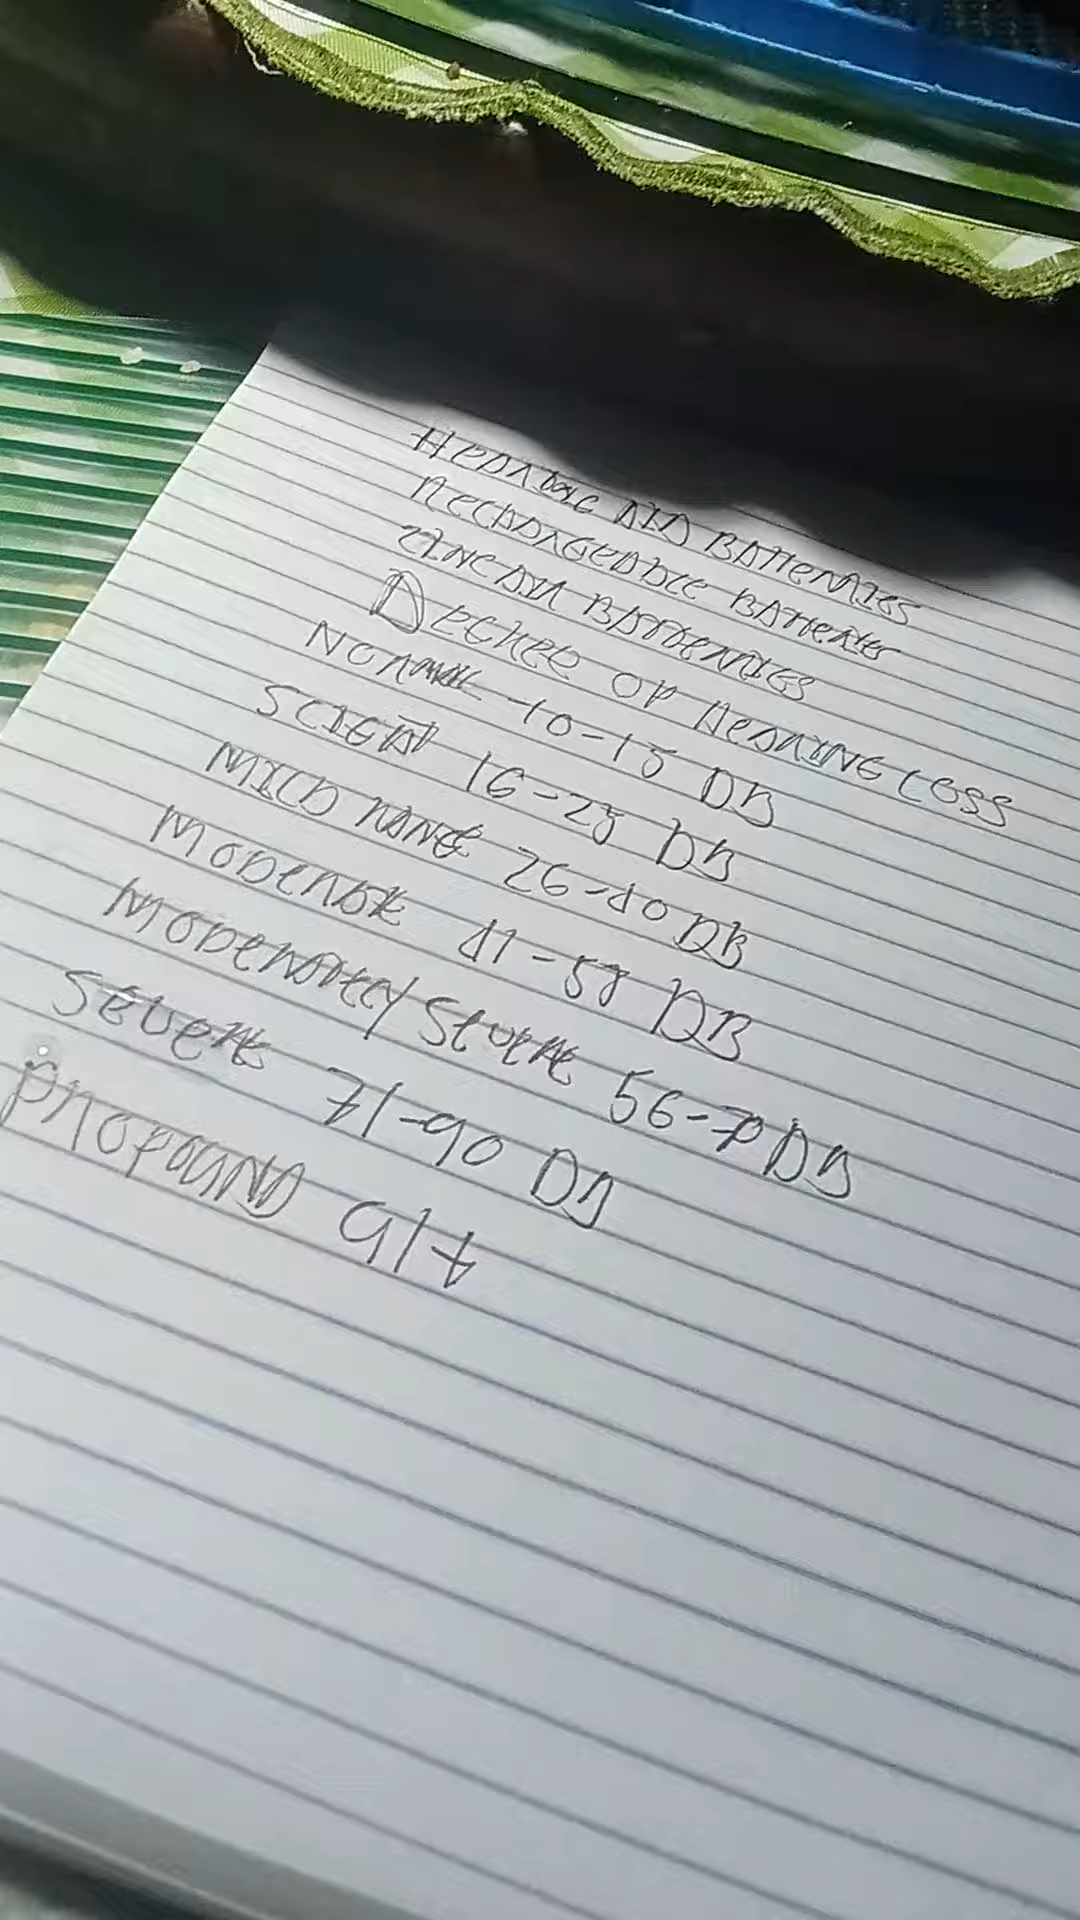 HEARING AID BATTERIES
RECHARGEABLE BATTERIES
ZINC AIR BATTERIES
DEGREE OF HEARING LOSS
NORMAL -10-15 DB
SLIGHT 16-25 DB
MILD RANGE 26-40 DB
MODERATE 41-55 DB
MODERATELY SEVERE 56-70 DB
SEVERE 71-90 DB
PROFOUND 91+